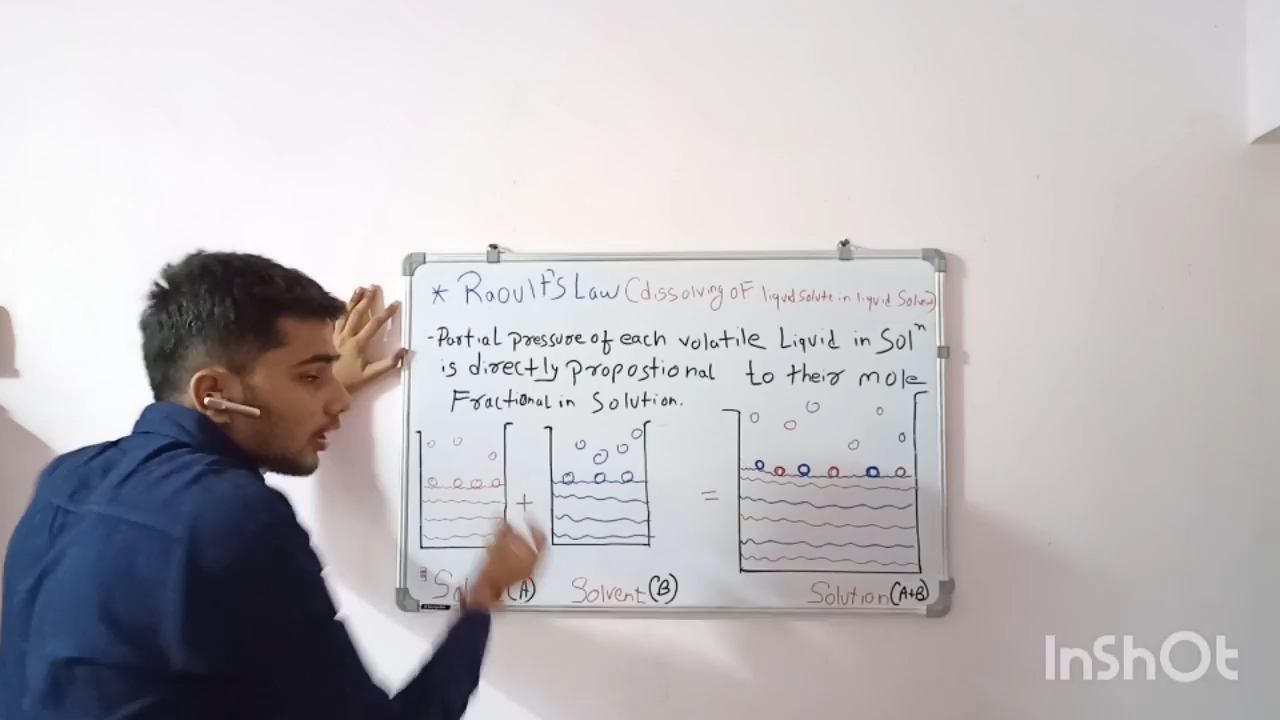 * Raoult's Law (dissolving of liquid solute in liquid Solvent)
- Partial pressure of each volatile Liquid in Solⁿ
is directly propostional to their mole
Fractional in Solution.
+
=
(A)
Solvent (B)
Solution (A+B)
InShOt